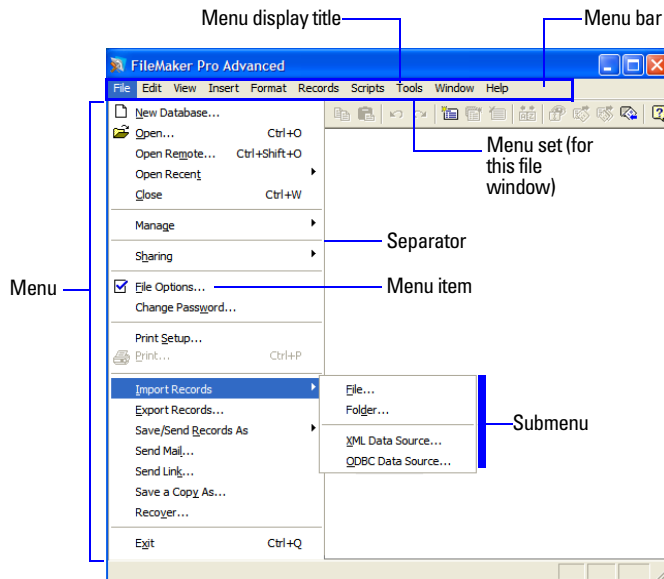 Menu display title
Menu bar
FileMaker Pro Advanced
File Edit View Insert Format Records Scripts Tools Window Help
New Database...
Open... Ctrl+O
Open Remote... Ctrl+Shift+O
Open Recent
Close Ctrl+W
Manage
Sharing
File Options...
Change Password...
Print Setup...
Print... Ctrl+P
Import Records
Export Records...
Save/Send Records As
Send Mail...
Send Link...
Save a Copy As...
Recover...
Exit Ctrl+Q
File...
Folder...
XML Data Source...
ODBC Data Source...
Menu set (for
this file
window)
Separator
Menu item
Menu
Submenu